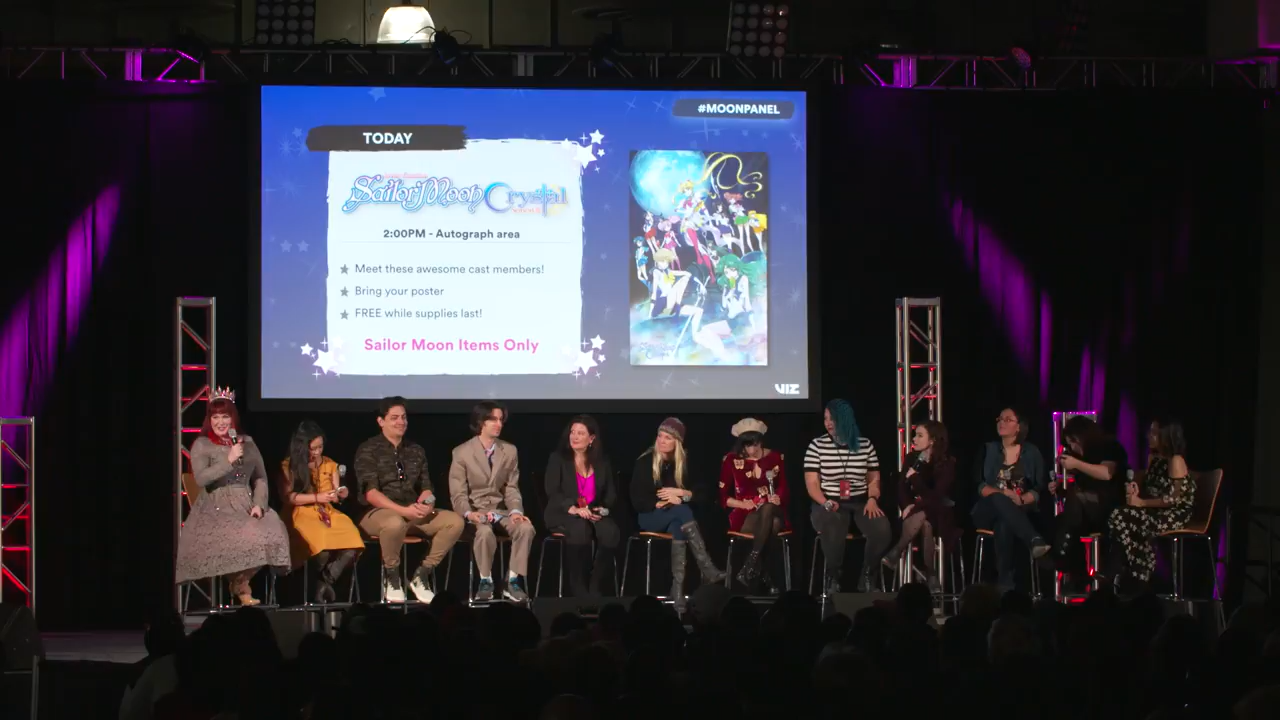 #MOONPANEL
TODAY
Sailor Moon Crystal
2:00PM - Autograph area
Meet these awesome cast members!
Bring your poster
FREE while supplies last!
Sailor Moon Items Only
VIZ